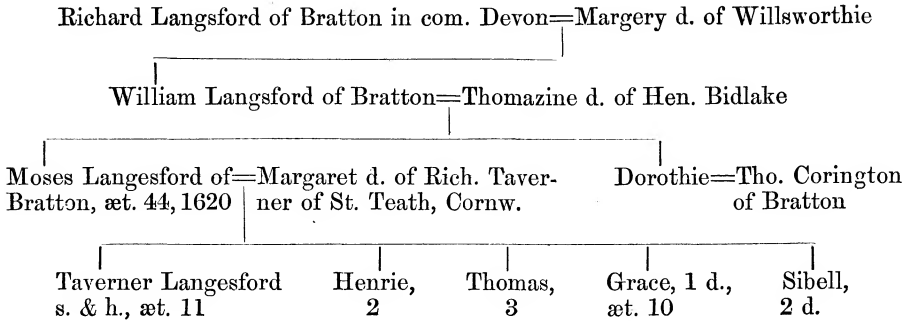 Richard Langsford of Bratton in com. Devon=Margery d. of Willsworthie
William Langsford of Bratton=Thomazine d. of Hen. Bidlake
Moses Langesford of=Margaret d. of Rich. Taver- Dorothie=Tho. Corington
Bratton, æt. 44, 1620 ner of St. Teath, Cornw. of Bratton
Taverner Langesford Henrie, Thomas, Grace, 1 d., Sibell,
s. & h., æt. 11 2 3 æt. 10 2 d.